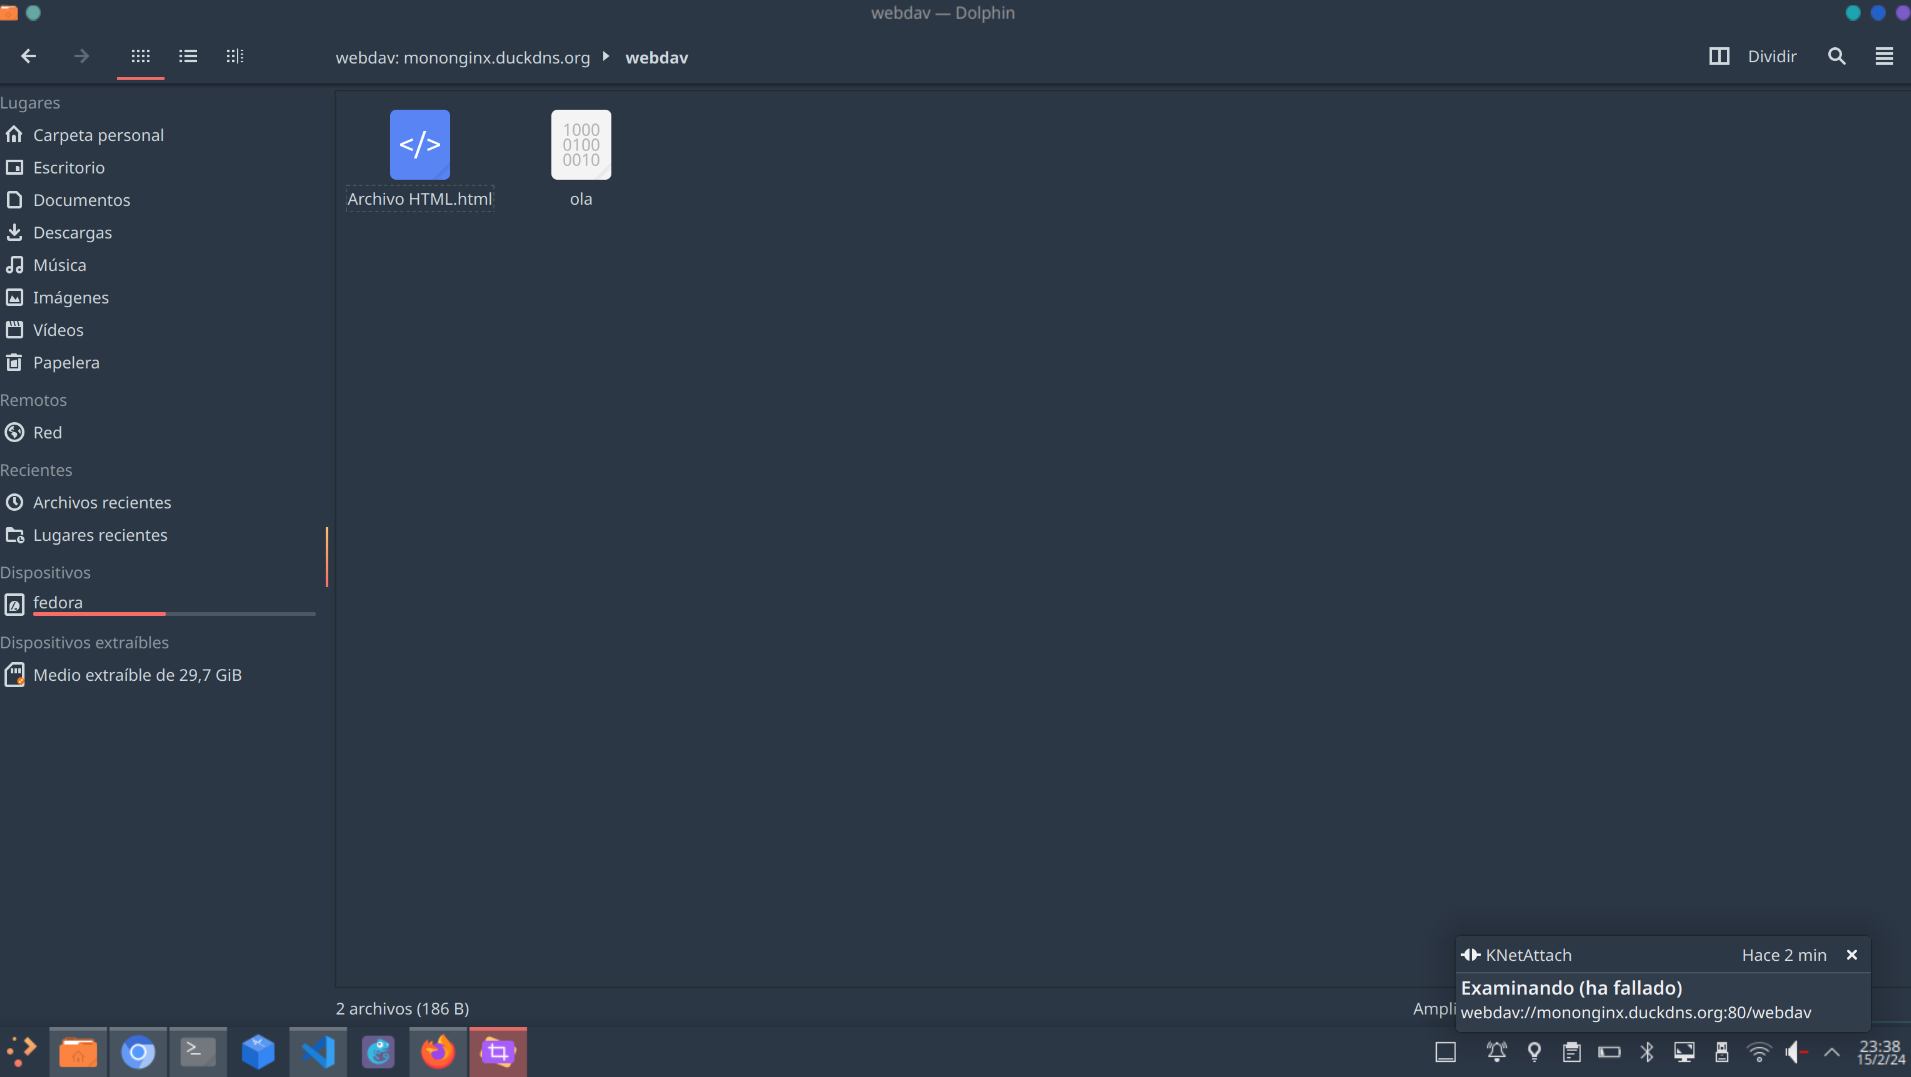 webdav — Dolphin
webdav: mononginx.duckdns.org webdav
Dividir
Lugares
Carpeta personal
Escritorio
Documentos
Descargas
Música
Imágenes
Vídeos
Papelera
Remotos
Red
Recientes
Archivos recientes
Lugares recientes
Dispositivos
fedora
Dispositivos extraíbles
Medio extraíble de 29,7 GiB
</>
Archivo HTML.html
1000
0100
0010
ola
2 archivos (186 B)
Ampli
KNetAttach Hace 2 min
Examinando (ha fallado)
webdav://mononginx.duckdns.org:80/webdav
23:38
15/2/24